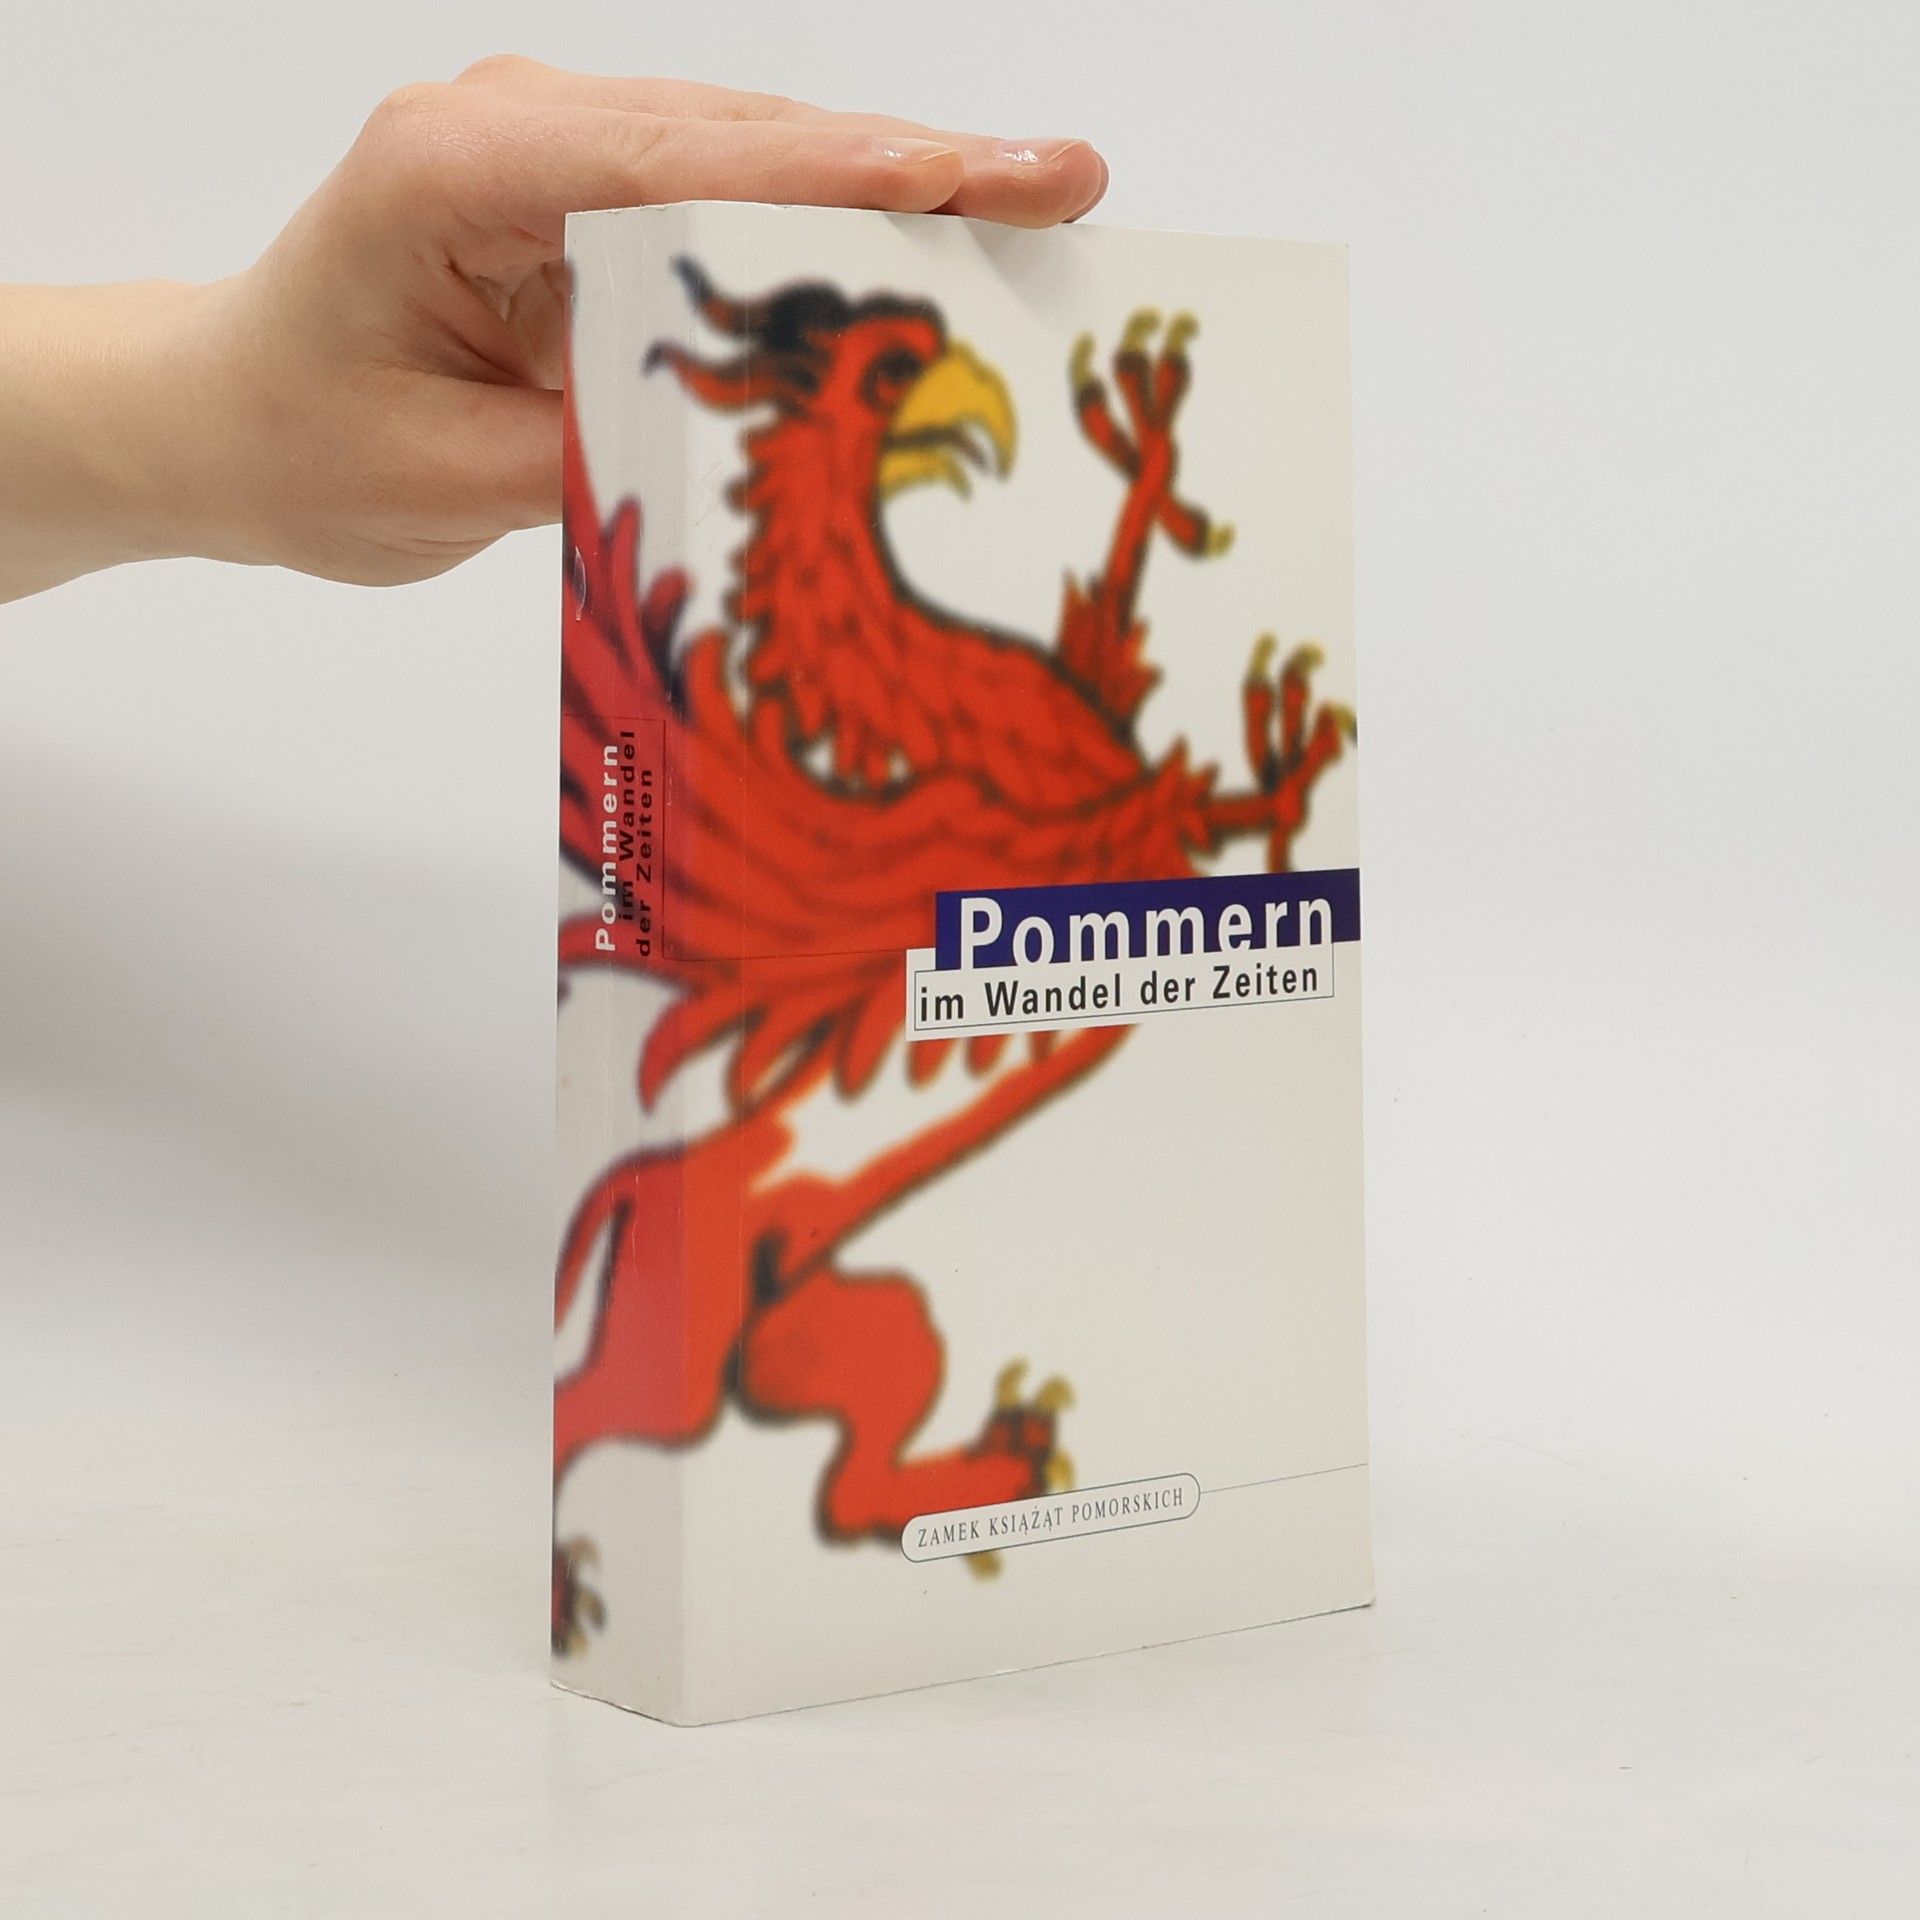 Pommern
im Wandel
der Zeiten
Pommern
im Wandel der Zeiten
ZAMEK KSIĄŻĄT POMORSKICH